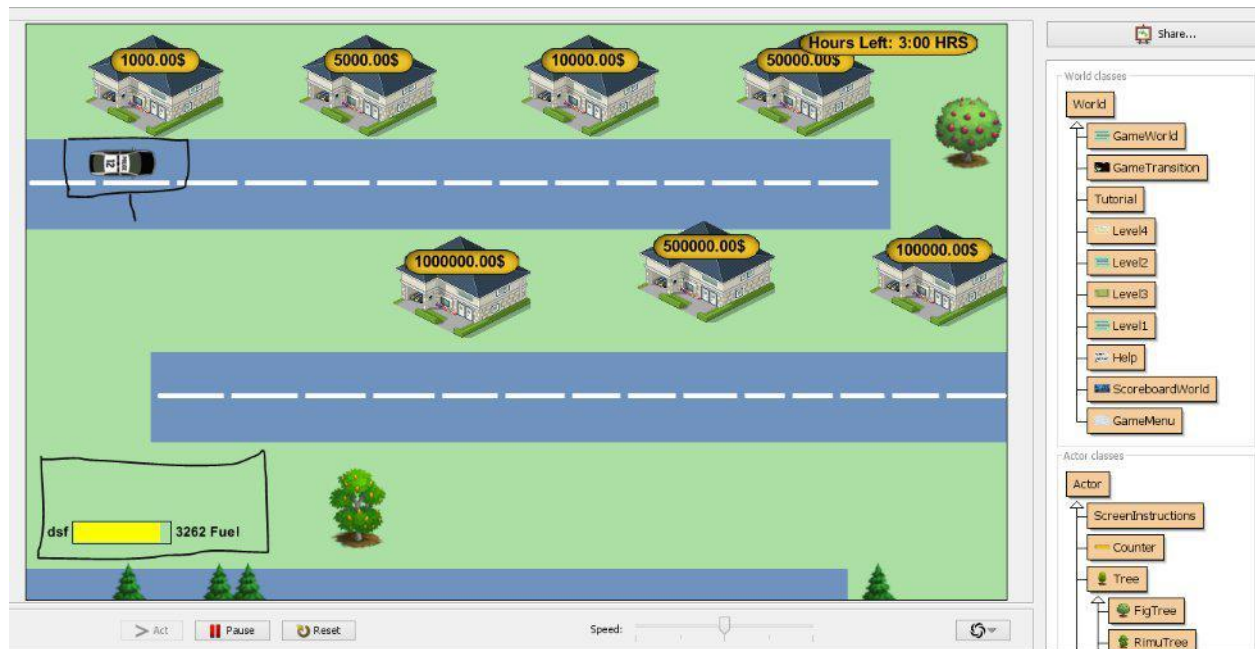 Share...
Hours Left: 3:00 HRS
1000.00$
5000.00$
10000.00$
50000.00$
1000000.00$
500000.00$
100000.00$
dsf
3262 Fuel
Act
Pause
Reset
Speed:
World classes
World
GameWorld
GameTransition
Tutorial
Level4
Level2
Level3
Level1
Help
ScoreboardWorld
GameMenu
Actor classes
Actor
ScreenInstructions
Counter
Tree
FigTree
RimuTree